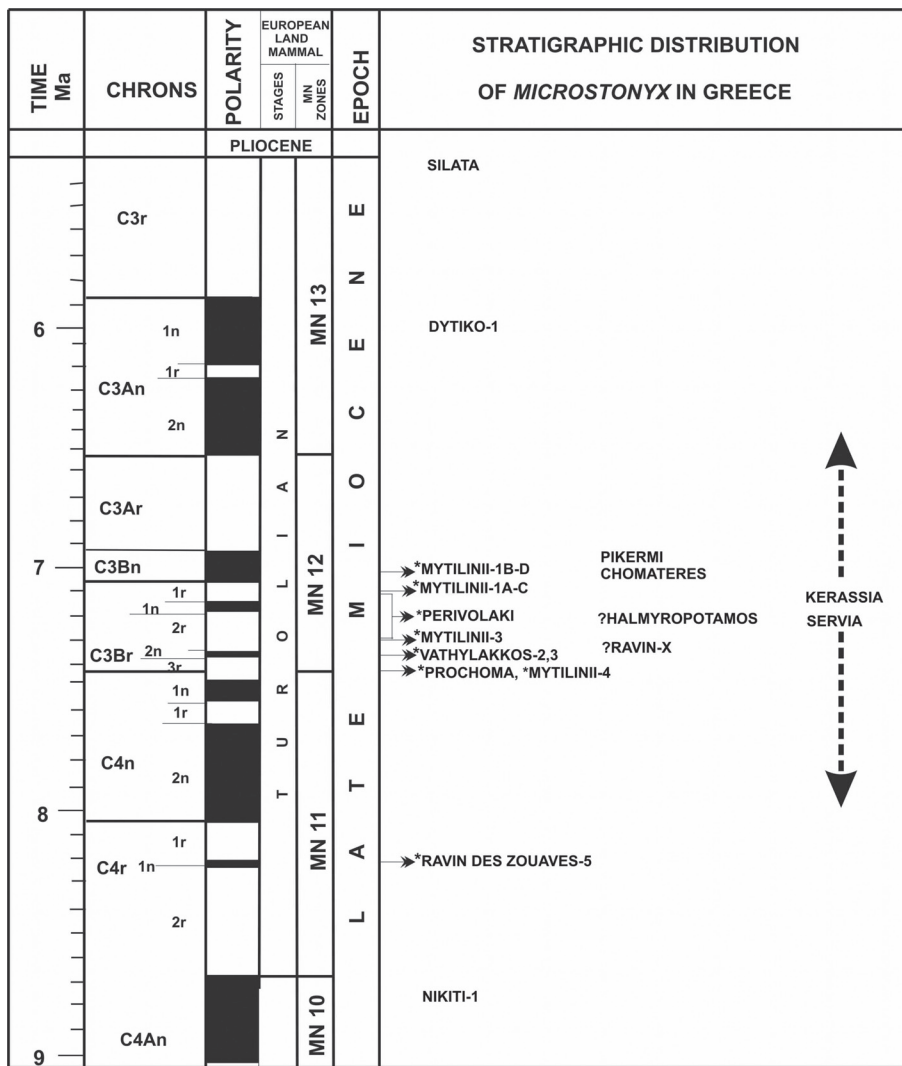 TIME
Ma
CHRONS
POLARITY
EUROPEAN
LAND
MAMMAL
STAGES
MN
ZONES
EPOCH
STRATIGRAPHIC DISTRIBUTION
OF MICROSTONYX IN GREECE
PLIOCENE
SILATA
C3r
MN 13
6
1n
DYTIKO-1
1r
C3An
2n
TUROLIAN
LATE MIOCENE
C3Ar
MN 12
7
C3Bn
*MYTILINII-1B-D
PIKERMI
CHOMATERES
1r
*MYTILINII-1A-C
KERASSIA
SERVIA
1n
*PERIVOLAKI
?HALMYROPOTAMOS
2r
*MYTILINII-3
C3Br
2n
*VATHYLAKKOS-2,3
?RAVIN-X
3r
*PROCHOMA, *MYTILINII-4
1n
1r
C4n
2n
8
MN 11
1r
C4r
1n
*RAVIN DES ZOUAVES-5
2r
NIKITI-1
MN 10
C4An
9